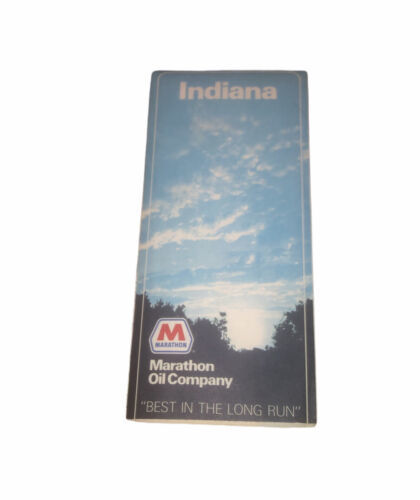 Indiana
M
MARATHON
Marathon
Oil Company
"BEST IN THE LONG RUN"